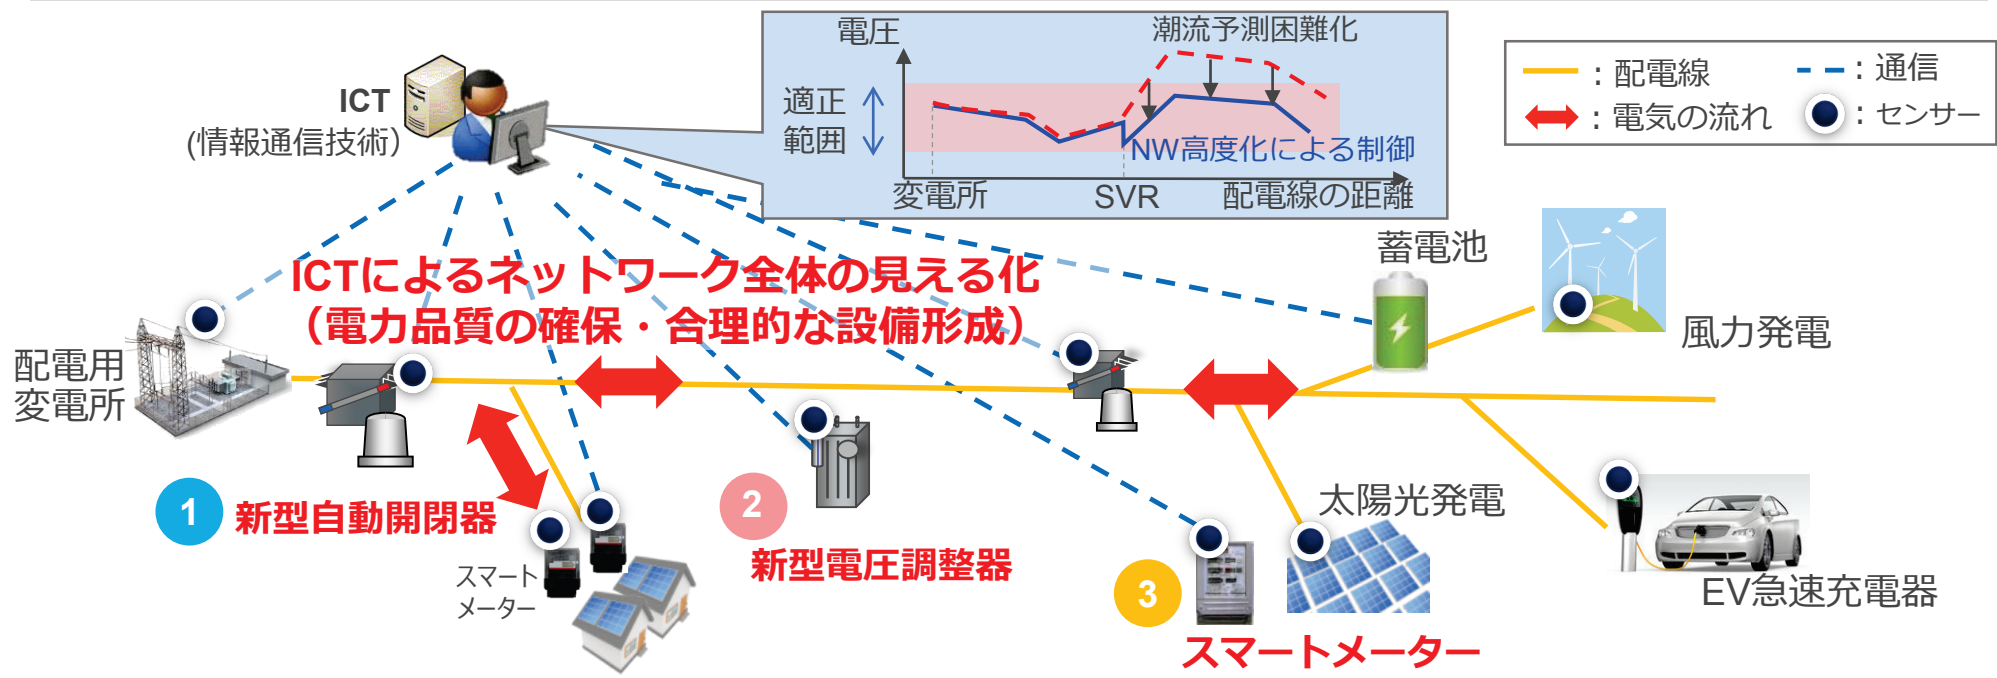 電圧
潮流予測困難化
適正
範囲
NW高度化による制御
変電所
SVR
配電線の距離
：配電線
：通信
：電気の流れ
：センサー
ICT
(情報通信技術)
ICTによるネットワーク全体の見える化
（電力品質の確保・合理的な設備形成）
蓄電池
風力発電
配電用
変電所
1
新型自動開閉器
2
新型電圧調整器
スマート
メーター
3
スマートメーター
太陽光発電
EV急速充電器